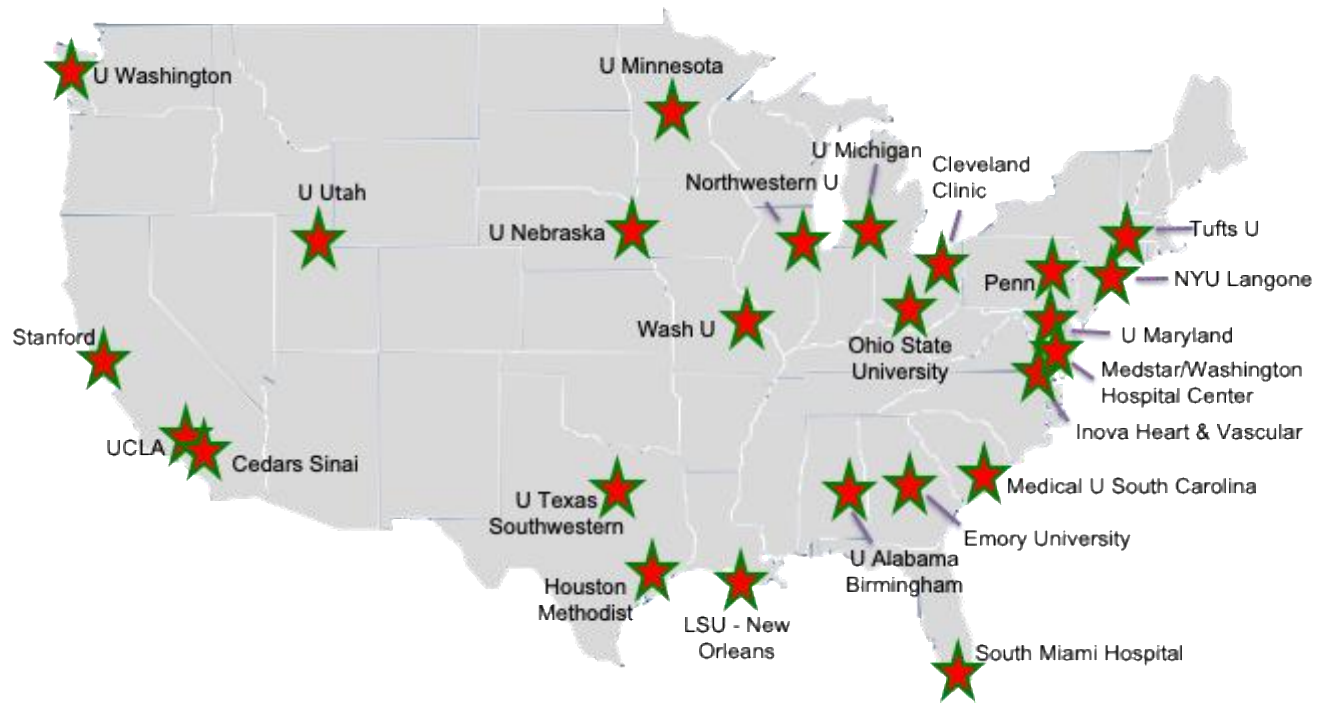 U Washington
U Minnesota
U Michigan
Cleveland
Clinic
Northwestern U
U Utah
U Nebraska
Tufts U
Penn
NYU Langone
Wash U
U Maryland
Stanford
Ohio State
University
Medstar/Washington
Hospital Center
Inova Heart & Vascular
UCLA
Cedars Sinai
U Texas
Southwestern
Medical U South Carolina
Emory University
U Alabama
Birmingham
Houston
Methodist
LSU - New
Orleans
South Miami Hospital